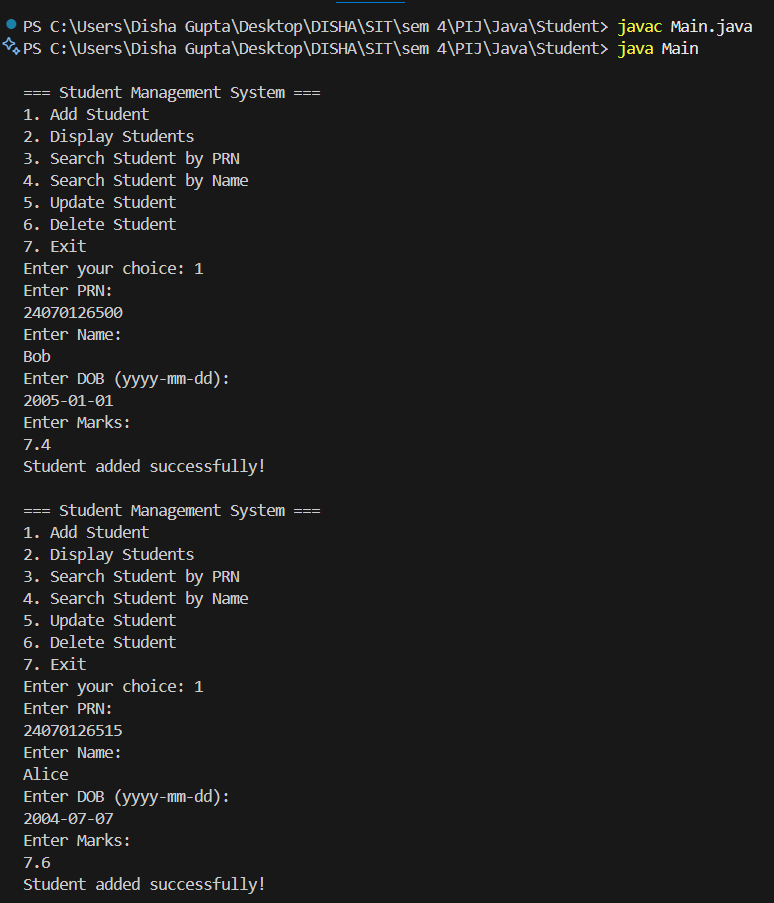 PS C:\Users\Disha Gupta\Desktop\DISHA\SIT\sem 4\PIJ\Java\Student> javac Main.java
PS C:\Users\Disha Gupta\Desktop\DISHA\SIT\sem 4\PIJ\Java\Student> java Main
=== Student Management System ===
1. Add Student
2. Display Students
3. Search Student by PRN
4. Search Student by Name
5. Update Student
6. Delete Student
7. Exit
Enter your choice: 1
Enter PRN:
24070126500
Enter Name:
Bob
Enter DOB (yyyy-mm-dd):
2005-01-01
Enter Marks:
7.4
Student added successfully!
=== Student Management System ===
1. Add Student
2. Display Students
3. Search Student by PRN
4. Search Student by Name
5. Update Student
6. Delete Student
7. Exit
Enter your choice: 1
Enter PRN:
24070126515
Enter Name:
Alice
Enter DOB (yyyy-mm-dd):
2004-07-07
Enter Marks:
7.6
Student added successfully!